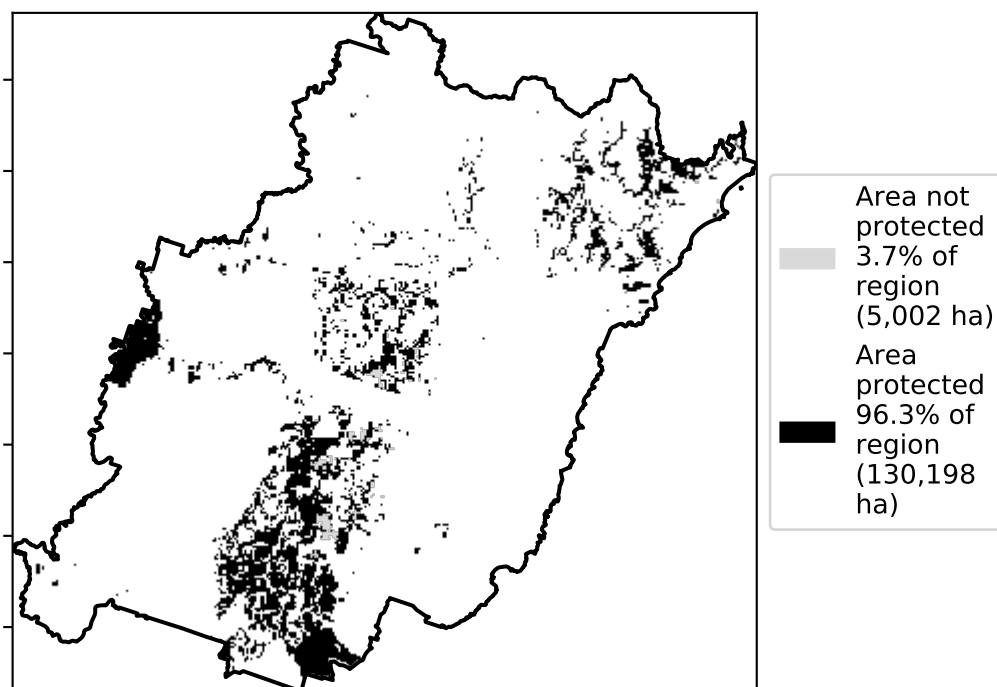 Area not
protected
3.7% of
region
(5,002 ha)
Area
protected
96.3% of
region
(130,198
ha)